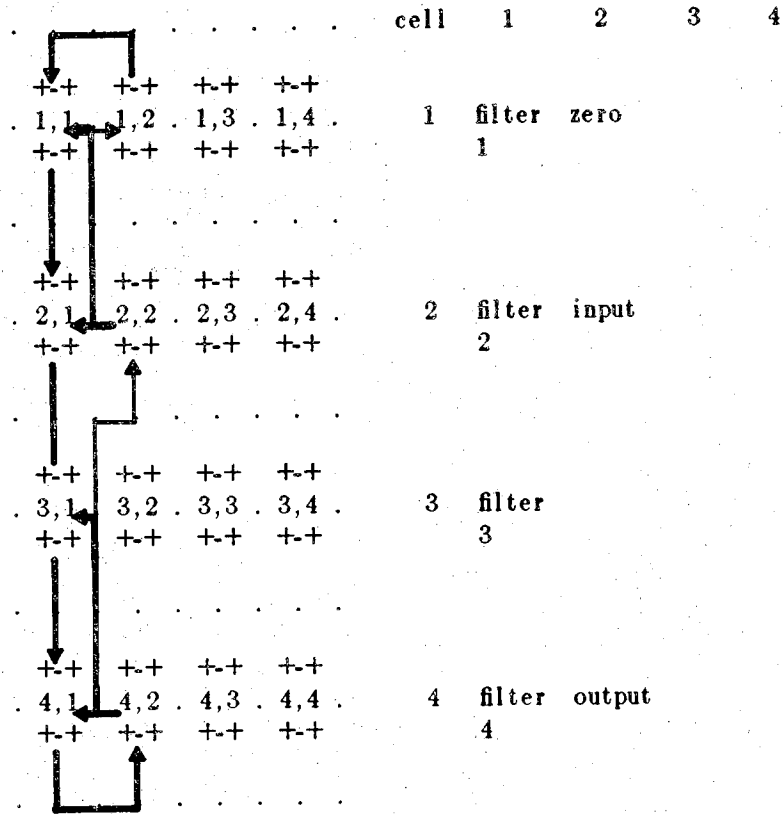 cell 1 2 3 4
+-+ +-+ +-+ +-+
. 1,1 1,2 . 1,3 . 1,4 . 1 filter zero
+-+ +-+ +-+ +-+ 1
+-+ +-+ +-+ +-+
. 2,1 2,2 . 2,3 . 2,4 . 2 filter input
+-+ +-+ +-+ +-+ 2
+-+ +-+ +-+ +-+
. 3,1 3,2 . 3,3 . 3,4 . 3 filter
+-+ +-+ +-+ +-+ 3
+-+ +-+ +-+ +-+
. 4,1 4,2 . 4,3 . 4,4 . 4 filter output
+-+ +-+ +-+ +-+ 4